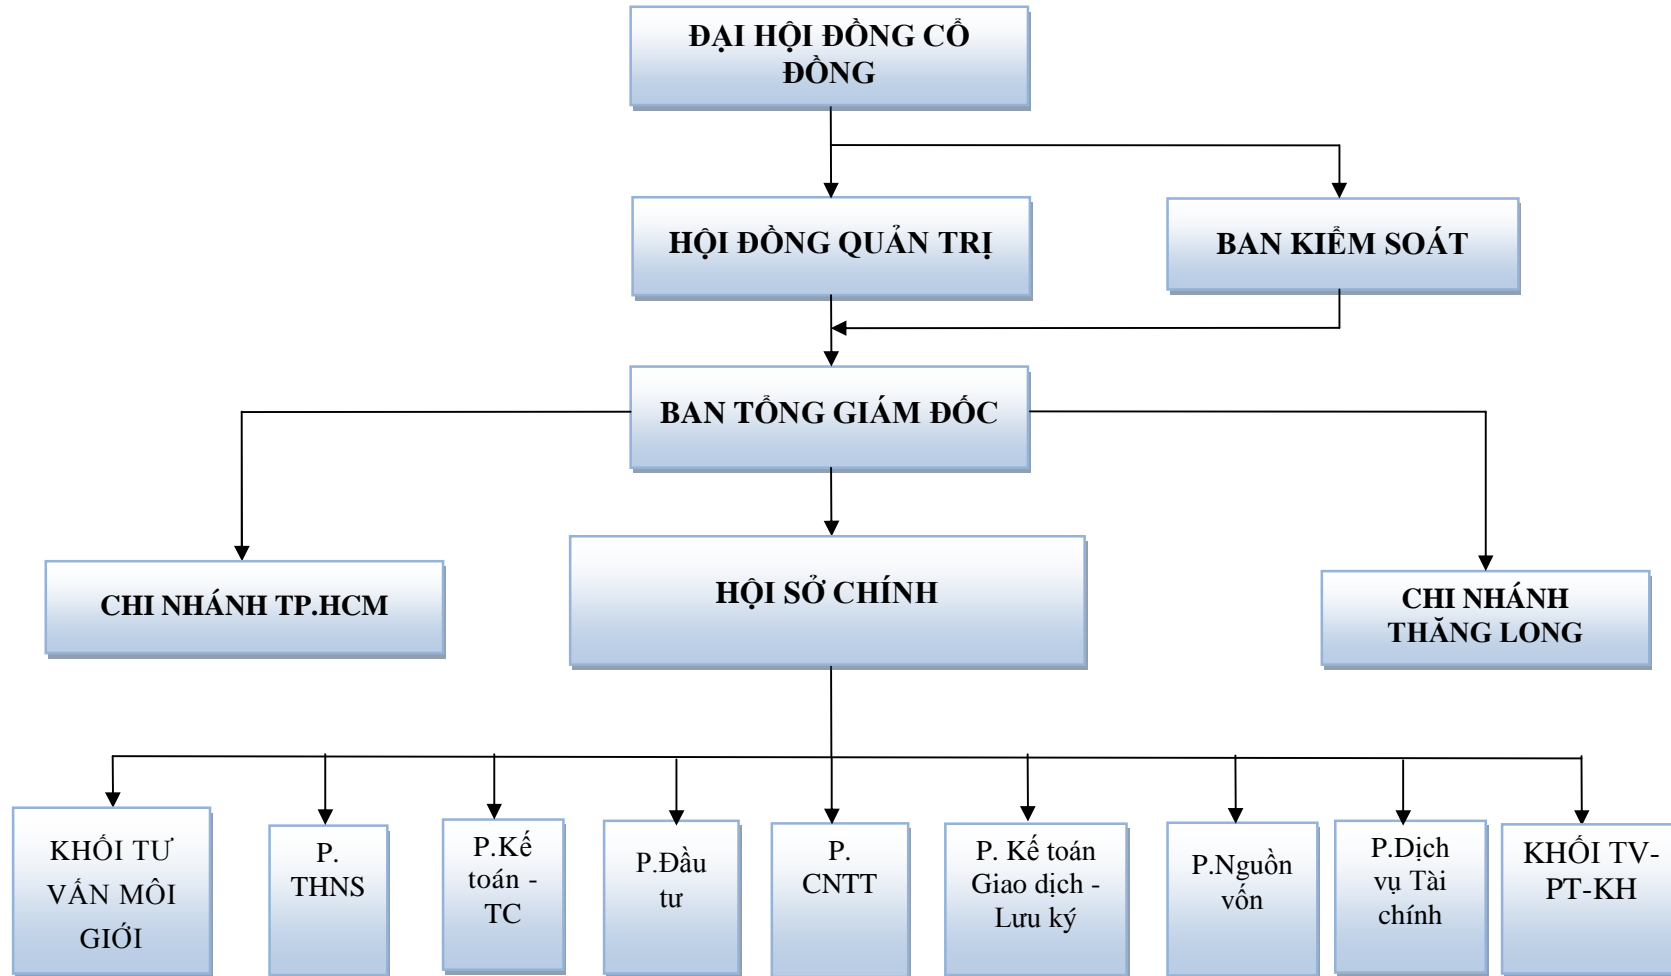 ĐẠI HỘI ĐỒNG CỔ
ĐỒNG
HỘI ĐỒNG QUẢN TRỊ
BAN KIỂM SOÁT
BAN TỔNG GIÁM ĐỐC
CHI NHÁNH TP.HCM
HỘI SỞ CHÍNH
CHI NHÁNH
THĂNG LONG
KHỐI TƯ
VẤN MÔI
GIỚI
P.
THNS
P.Kế
toán -
TC
P.Đầu
tư
P.
CNTT
P. Kế toán
Giao dịch -
Lưu ký
P.Nguồn
vốn
P.Dịch
vụ Tài
chính
KHỐI TV-
PT-KH